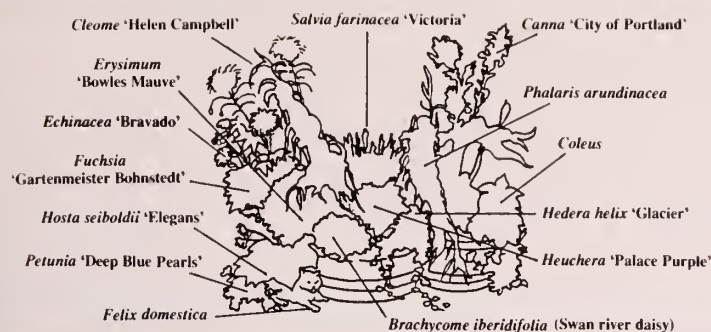 Cleome ‘Helen Campbell’
Salvia farinacea ‘Victoria’
Canna ‘City of Portland’
Erysimum
‘Bowles Mauve’
Phalaris arundinacea
Echinacea ‘Bravado’
Coleus
Fuchsia
‘Gartenmeister Bohnstedt’
Hosta seiboldii ‘Elegans’
Hedera helix ‘Glacier’
Petunia ‘Deep Blue Pearls’
Heuchera ‘Palace Purple’
Felix domestica
Brachycome iberidifolia (Swan river daisy)